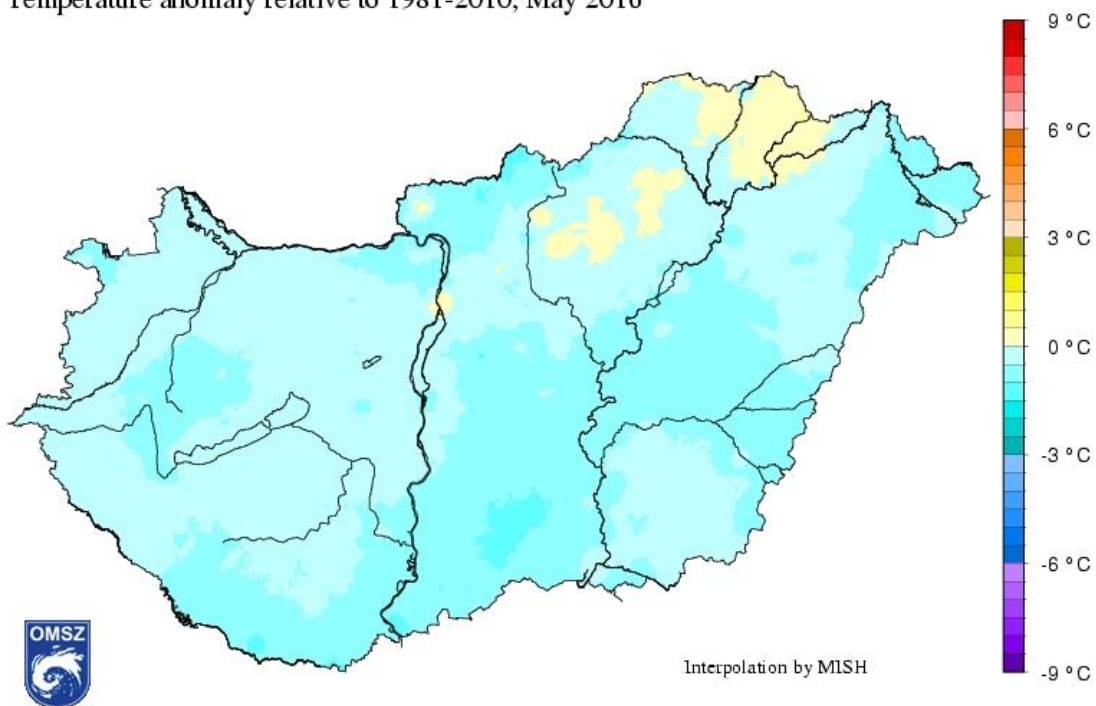 Temperature anomaly relative to 1981-2010, May 2016
9 °C
6 °C
3 °C
0 °C
-3 °C
-6 °C
-9 °C
OMSZ
Interpolation by MISH